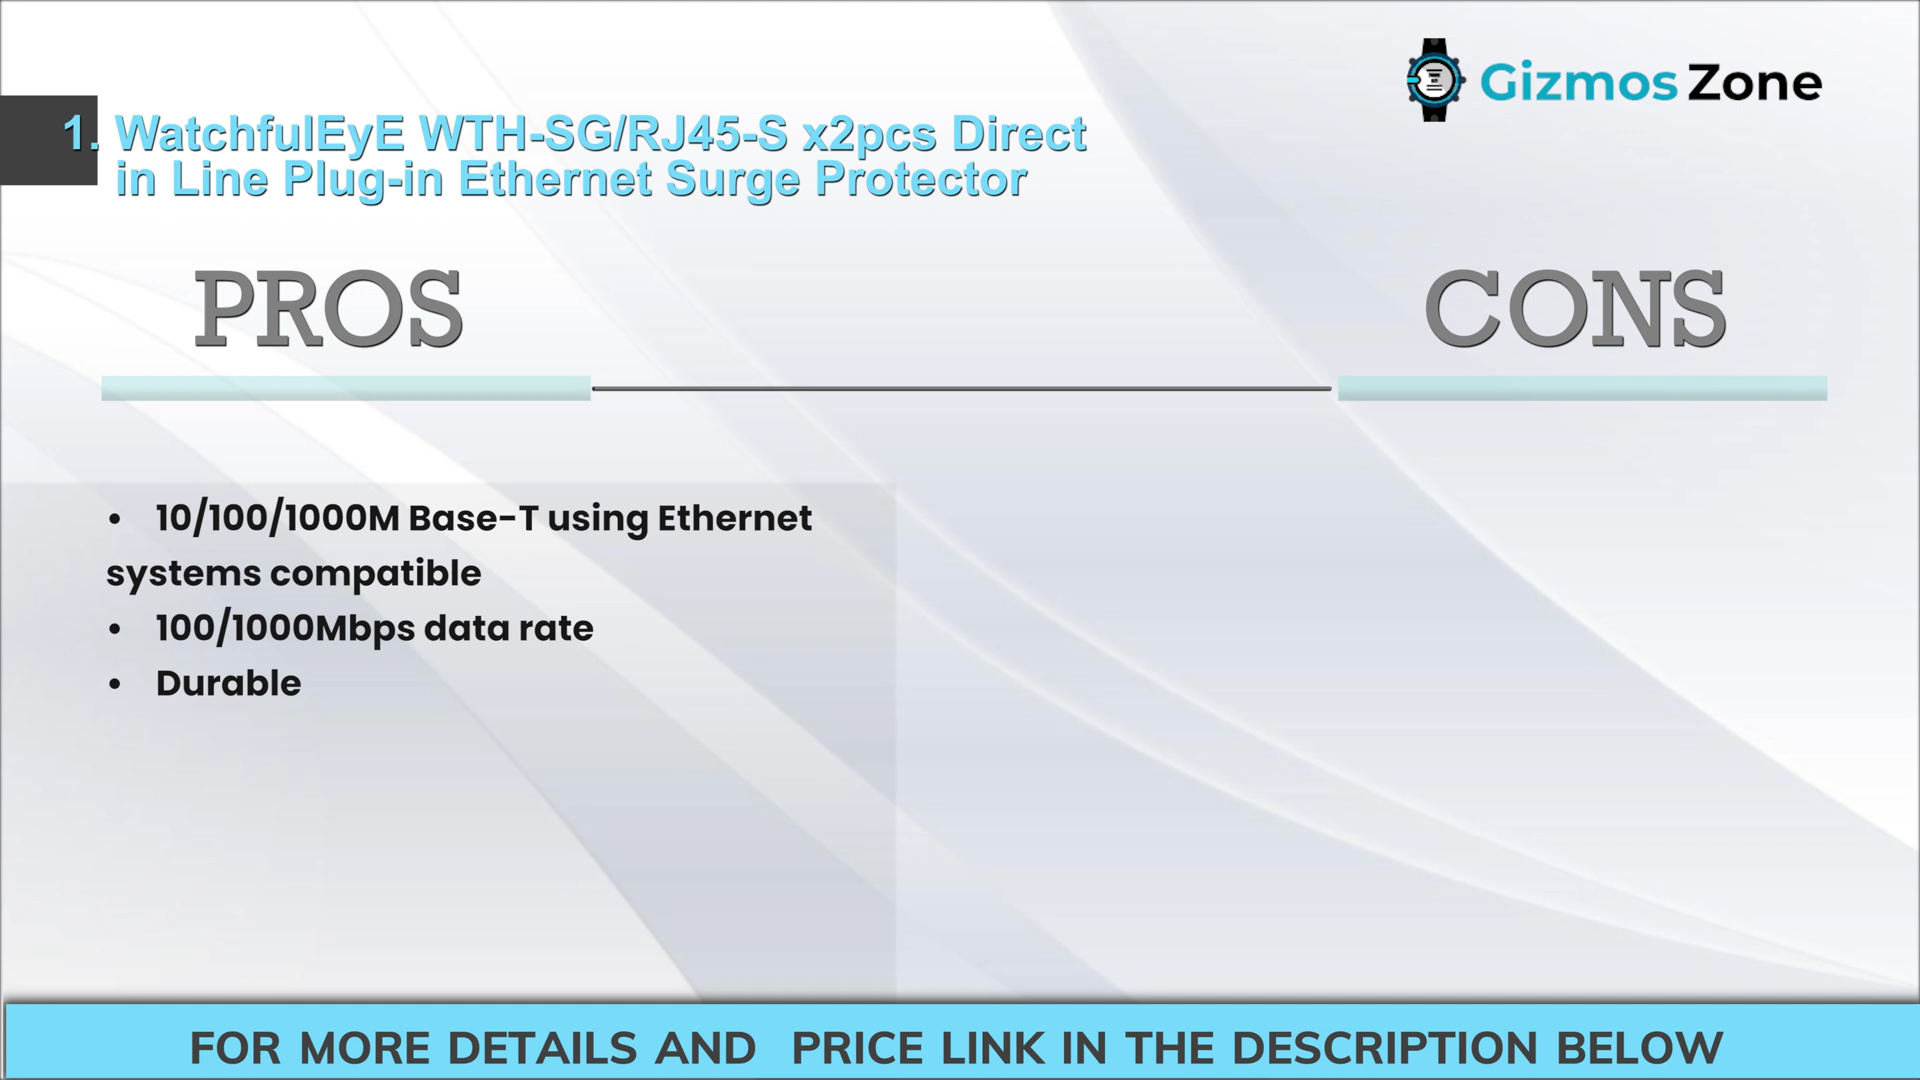 Gizmos Zone
1. WatchfulEyE WTH-SG/RJ45-S x2pcs Direct
in Line Plug-in Ethernet Surge Protector
PROS
CONS
• 10/100/1000M Base-T using Ethernet
systems compatible
• 100/1000Mbps data rate
• Durable
FOR MORE DETAILS AND PRICE LINK IN THE DESCRIPTION BELOW